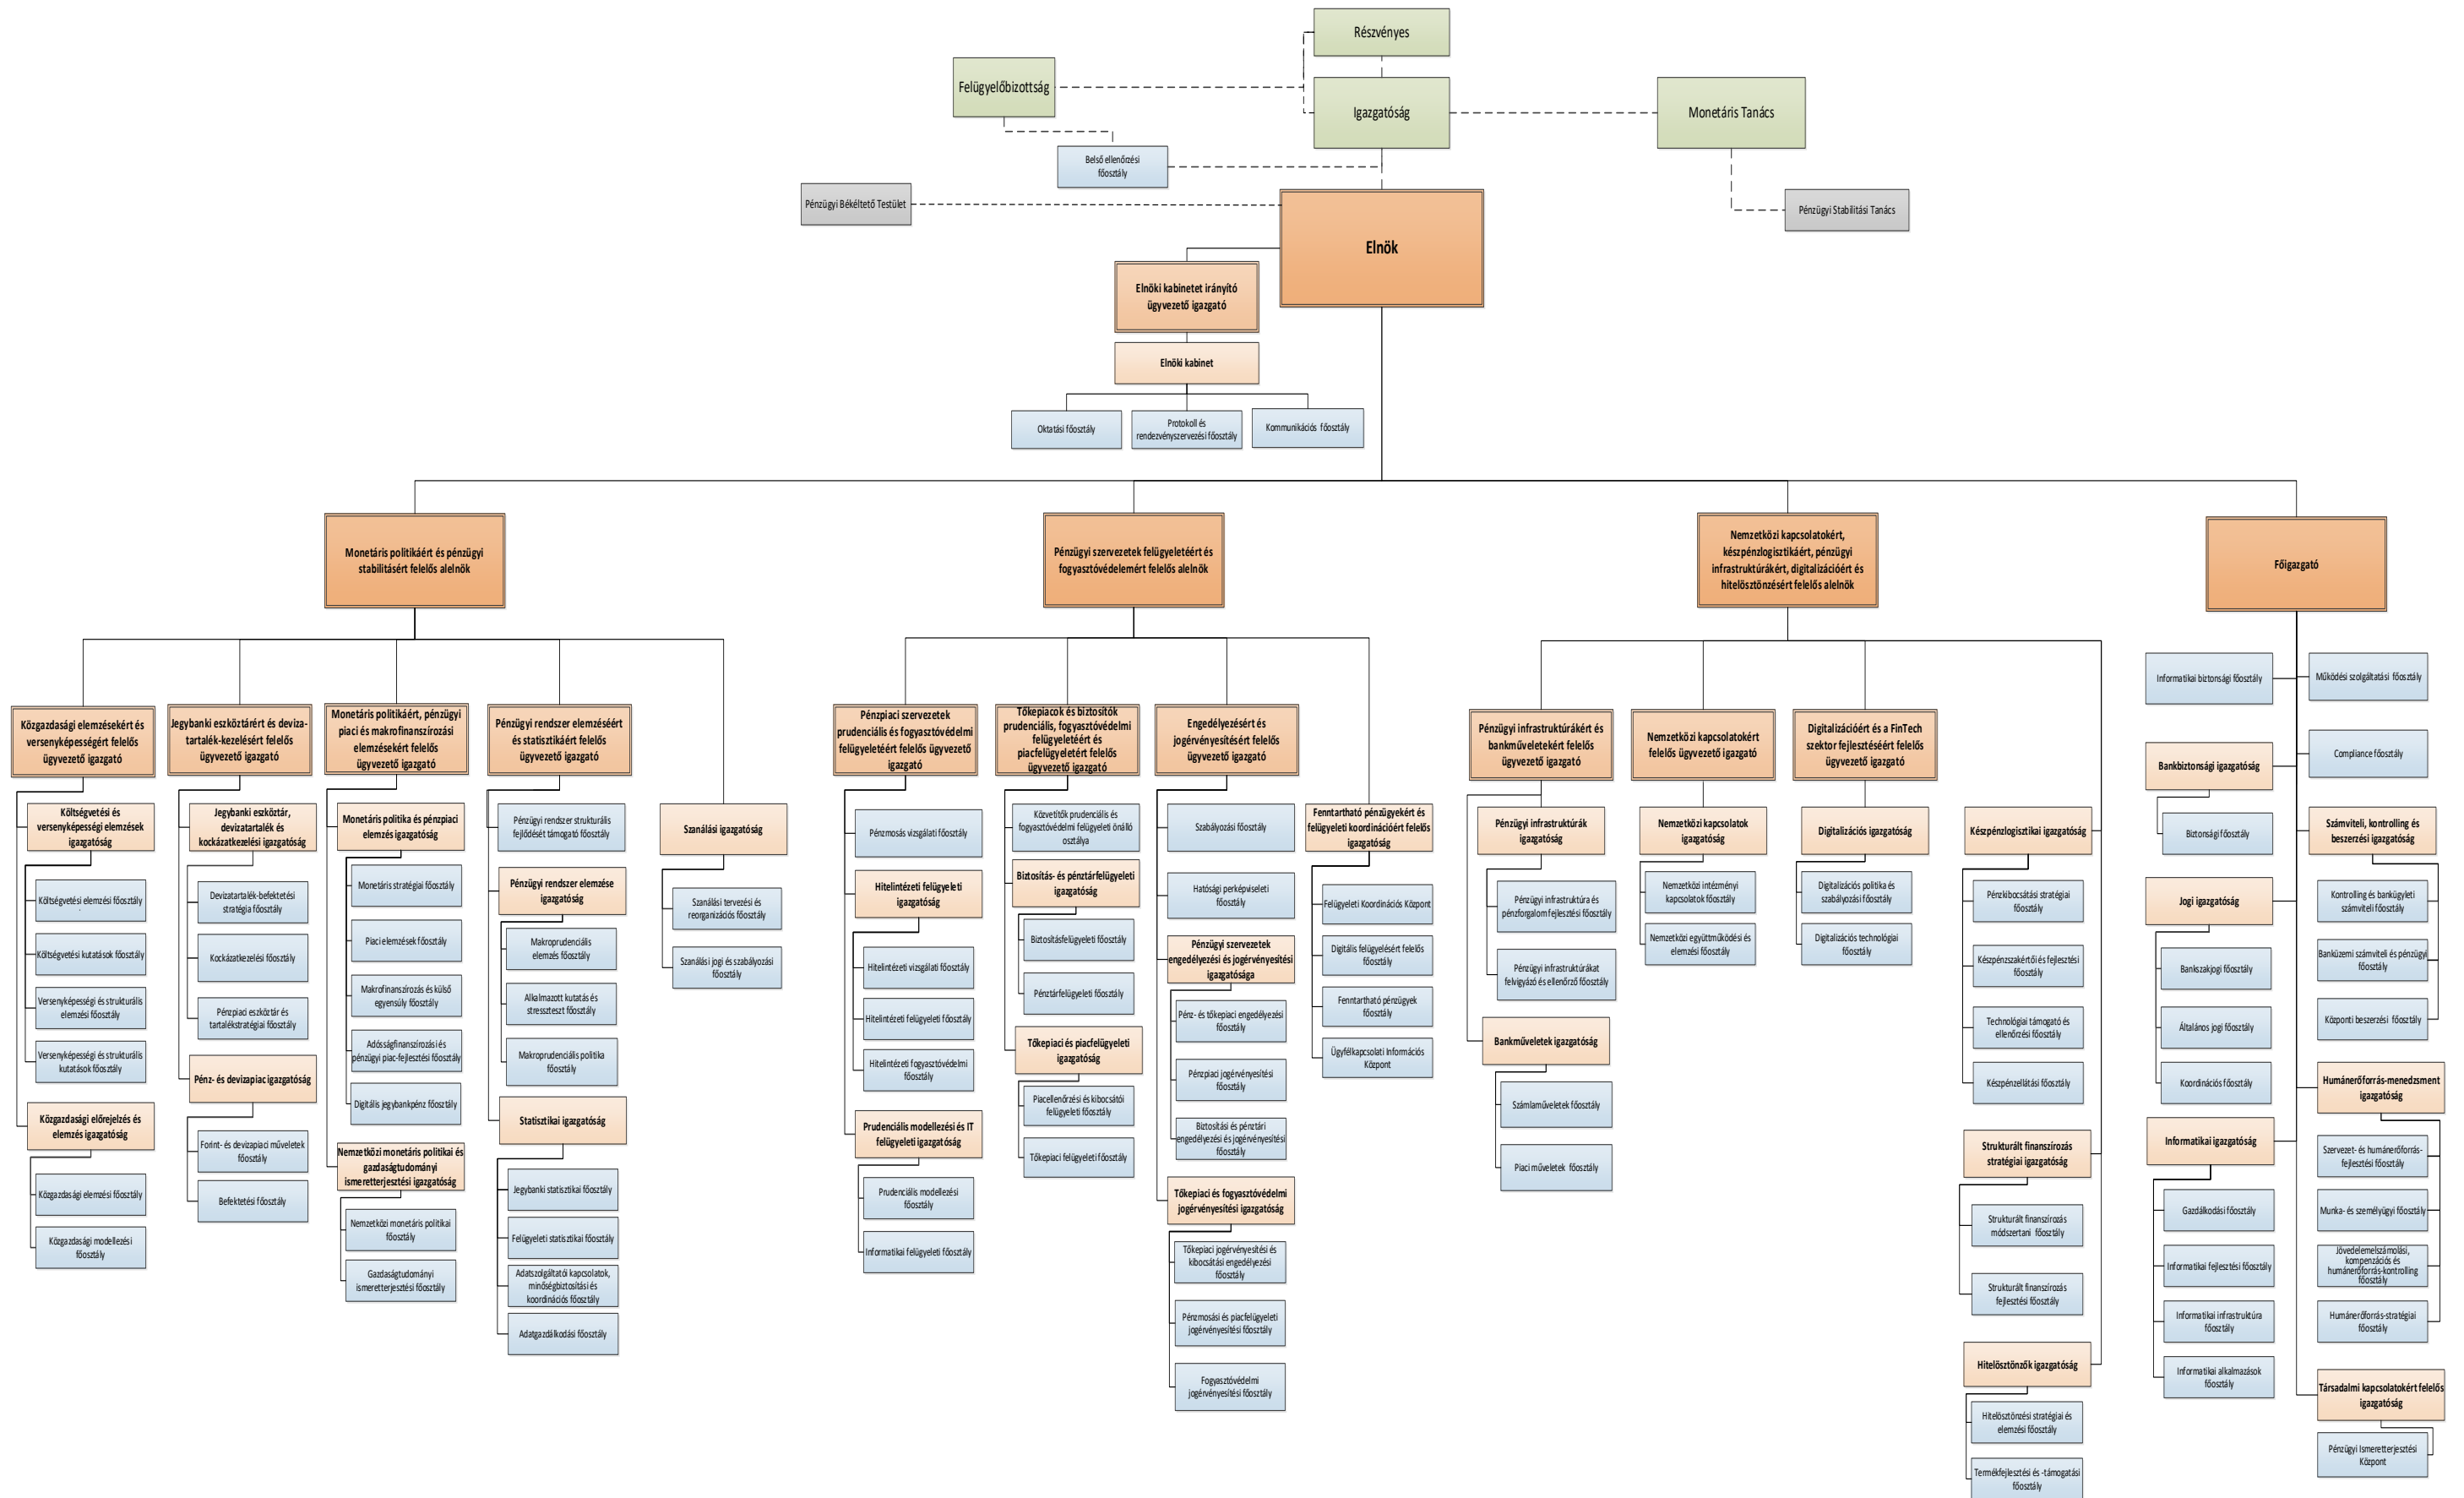 Részvényes
Felügyelőbizottság
Igazgatóság
Monetáris Tanács
Belső ellenőrzési
főosztály
Pénzügyi Békéltető Testület
Pénzügyi Stabilitási Tanács
Elnök
Elnöki kabinetet irányító
ügyvezető igazgató
Elnöki kabinet
Oktatási főosztály
Protokoll és
rendezvényszervezési főosztály
Kommunikációs főosztály
Monetáris politikáért és pénzügyi
stabilitásért felelős alelnök
Közgazdasági elemzésekért és
versenyképességért felelős
ügyvezető igazgató
Költségvetési és
versenyképességi elemzések
igazgatóság
Költségvetési elemzési főosztály
Költségvetési kutatások főosztály
Versenyképességi és strukturális
elemzési főosztály
Versenyképességi és strukturális
kutatások főosztály
Közgazdasági előrejelzés és
elemzés igazgatóság
Közgazdasági elemzési főosztály
Közgazdasági modellezési
főosztály
Jegybanki eszköztárért és deviza-
tartalék-kezelésért felelős
ügyvezető igazgató
Jegybanki eszköztár,
devizatartalék és
kockázatkezelési igazgatóság
Devizatartalék-befektetési
stratégia főosztály
Kockázatkezelési főosztály
Pénzpiaci eszköztár és
tartalékstratégiai főosztály
Pénz- és devizapiac igazgatóság
Forint- és devizapiaci műveletek
főosztály
Befektetési főosztály
Monetáris politikáért, pénzügyi
piaci és makrofinanszírozási
elemzésekért felelős
ügyvezető igazgató
Monetáris politika és pénzpiaci
elemzés igazgatóság
Monetáris stratégiai főosztály
Piaci elemzések főosztály
Makrofinanszírozás és külső
egyensúly főosztály
Adósságfinanszírozási és
pénzügyi piac-fejlesztési főosztály
Digitális jegybankpénz főosztály
Nemzetközi monetáris politikai és
gazdaságtudományi
ismeretterjesztési igazgatóság
Nemzetközi monetáris politikai
főosztály
Gazdaságtudományi
ismeretterjesztési főosztály
Pénzügyi rendszer elemzéséért
és statisztikáért felelős
ügyvezető igazgató
Pénzügyi rendszer strukturális
fejlődését támogató főosztály
Pénzügyi rendszer elemzése
igazgatóság
Makroprudenciális
elemzés főosztály
Alkalmazott kutatás és
stresszteszt főosztály
Makroprudenciális politika
főosztály
Statisztikai igazgatóság
Jegybanki statisztikai főosztály
Felügyeleti statisztikai főosztály
Adatszolgáltatói kapcsolatok,
minőségbiztosítási és
koordinációs főosztály
Adatgazdálkodási főosztály
Szanálási igazgatóság
Szanálási tervezési és
reorganizációs főosztály
Szanálási jogi és szabályozási
főosztály
Pénzügyi szervezetek felügyeletéért és
fogyasztóvédelemért felelős alelnök
Pénzpiaci szervezetek
prudenciális és fogyasztóvédelmi
felügyeletéért felelős ügyvezető
igazgató
Pénzmosás vizsgálati főosztály
Hitelintézeti felügyeleti
igazgatóság
Hitelintézeti vizsgálati főosztály
Hitelintézeti felügyeleti főosztály
Hitelintézeti fogyasztóvédelmi
főosztály
Prudenciális modellezési és IT
felügyeleti igazgatóság
Prudenciális modellezési
főosztály
Informatikai felügyeleti főosztály
Tőkepiacok és biztosítók
prudenciális, fogyasztóvédelmi
felügyeletéért és
piacfelügyeletért felelős
ügyvezető igazgató
Közvetítők prudenciális és
fogyasztóvédelmi felügyeleti önálló
osztálya
Biztosítás- és pénztárfelügyeleti
igazgatóság
Biztosításfelügyeleti főosztály
Pénztárfelügyeleti főosztály
Tőkepiaci és piacfelügyeleti
igazgatóság
Piacellenőrzési és kibocsátói
felügyeleti főosztály
Tőkepiaci felügyeleti főosztály
Engedélyezésért és
jogérvényesítésért felelős
ügyvezető igazgató
Szabályozási főosztály
Hatósági perképviseleti
főosztály
Pénzügyi szervezetek
engedélyezési és jogérvényesítési
igazgatósága
Pénz- és tőkepiaci engedélyezési
főosztály
Pénzpiaci jogérvényesítési
főosztály
Biztosítási és pénztári
engedélyezési és jogérvényesítési
főosztály
Tőkepiaci és fogyasztóvédelmi
jogérvényesítési igazgatóság
Tőkepiaci jogérvényesítési és
kibocsátási engedélyezési
főosztály
Pénzmosási és piacfelügyeleti
jogérvényesítési főosztály
Fogyasztóvédelmi
jogérvényesítési főosztály
Fenntartható pénzügyekért és
felügyeleti koordinációért felelős
igazgatóság
Felügyeleti Koordinációs Központ
Digitális felügyelésért felelős
főosztály
Fenntartható pénzügyek
főosztály
Ügyfélkapcsolati Információs
Központ
Nemzetközi kapcsolatokért,
készpénzlogisztikáért, pénzügyi
infrastruktúrákért, digitalizációért és
hitelösztönzésért felelős alelnök
Pénzügyi infrastruktúrákért és
bankműveletekért felelős
ügyvezető igazgató
Pénzügyi infrastruktúrák
igazgatóság
Pénzügyi infrastruktúra és
pénzforgalom fejlesztési főosztály
Pénzügyi infrastruktúrákat
felvigyázó és ellenőrző főosztály
Bankműveletek igazgatóság
Számlaműveletek főosztály
Piaci műveletek főosztály
Nemzetközi kapcsolatokért
felelős ügyvezető igazgató
Nemzetközi kapcsolatok
igazgatóság
Nemzetközi intézményi
kapcsolatok főosztály
Nemzetközi együttműködési és
elemzési főosztály
Digitalizációért és a FinTech
szektor fejlesztéséért felelős
ügyvezető igazgató
Digitalizációs igazgatóság
Digitalizációs politika és
szabályozási főosztály
Digitalizációs technológiai
főosztály
Készpénzlogisztikai igazgatóság
Pénzkibocsátási stratégiai
főosztály
Készpénzszakértői és fejlesztési
főosztály
Technológiai támogató és
ellenőrzési főosztály
Készpénzellátási főosztály
Strukturált finanszírozás
stratégiai igazgatóság
Strukturált finanszírozás
módszertani főosztály
Strukturált finanszírozás
fejlesztési főosztály
Hitelösztönzők igazgatóság
Hitelösztönzési stratégiai és
elemzési főosztály
Termékfejlesztési és -támogatási
főosztály
Főigazgató
Informatikai biztonsági főosztály
Működési szolgáltatási főosztály
Compliance főosztály
Bankbiztonsági igazgatóság
Biztonsági főosztály
Jogi igazgatóság
Bankszakjogi főosztály
Általános jogi főosztály
Koordinációs főosztály
Informatikai igazgatóság
Gazdálkodási főosztály
Informatikai fejlesztési főosztály
Informatikai infrastruktúra
főosztály
Informatikai alkalmazások
főosztály
Számviteli, kontrolling és
beszerzési igazgatóság
Kontrolling és bankügyleti
számviteli főosztály
Banküzemi számviteli és pénzügyi
főosztály
Központi beszerzési főosztály
Humánerőforrás-menedzsment
igazgatóság
Szervezet- és humánerőforrás-
fejlesztési főosztály
Munka- és személyügyi főosztály
Jövedelemelszámolási,
kompenzációs és
humánerőforrás-kontrolling
főosztály
Humánerőforrás-stratégiai
főosztály
Társadalmi kapcsolatokért felelős
igazgatóság
Pénzügyi Ismeretterjesztési
Központ